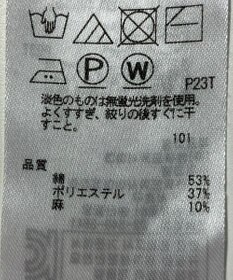 P W P23T
淡色のものは無蛍光洗剤を使用。
よくすすぎ、絞りの後すぐに干
すこと。
101
品質
綿 53%
ポリエステル 37%
麻 10%